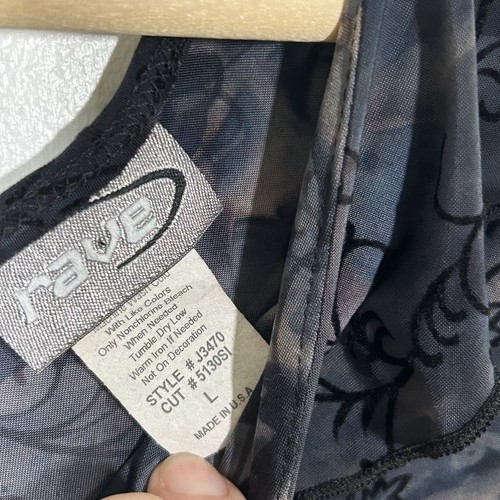 rave
With Like Colors
Only Nonchlorine Bleach
When Needed
Tumble Dry Low
Warm Iron if Needed
Not On Decoration
STYLE # J3470
CUT # 5130SI
L
MADE IN U.S.A.